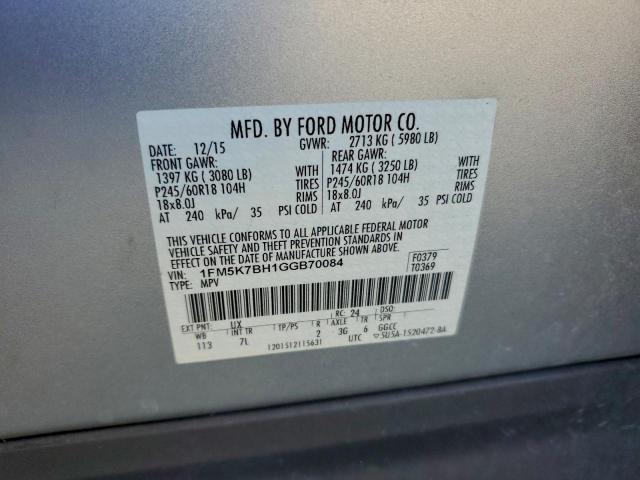 MFD. BY FORD MOTOR CO.
DATE: 12/15 GVWR: 2713 KG ( 5980 LB)
FRONT GAWR: REAR GAWR:
1397 KG ( 3080 LB) WITH 1474 KG ( 3250 LB) WITH
P245/60R18 104H TIRES P245/60R18 104H TIRES
18x8.0J RIMS 18x8.0J RIMS
AT 240 kPa/ 35 PSI COLD AT 240 kPa/ 35 PSI COLD
THIS VEHICLE CONFORMS TO ALL APPLICABLE FEDERAL MOTOR
VEHICLE SAFETY AND THEFT PREVENTION STANDARDS IN
EFFECT ON THE DATE OF MANUFACTURE SHOWN ABOVE.
VIN: 1FM5K7BH1GGB70084 F0379
TYPE: MPV T0369
EXT PNT: UX RC: 24 DSO:
WB INT TR TP/PS R AXLE TR SPR
113 7L 2 3G 6 GGCC
1201512115631 UTC ▽5U5A-1520472-BA